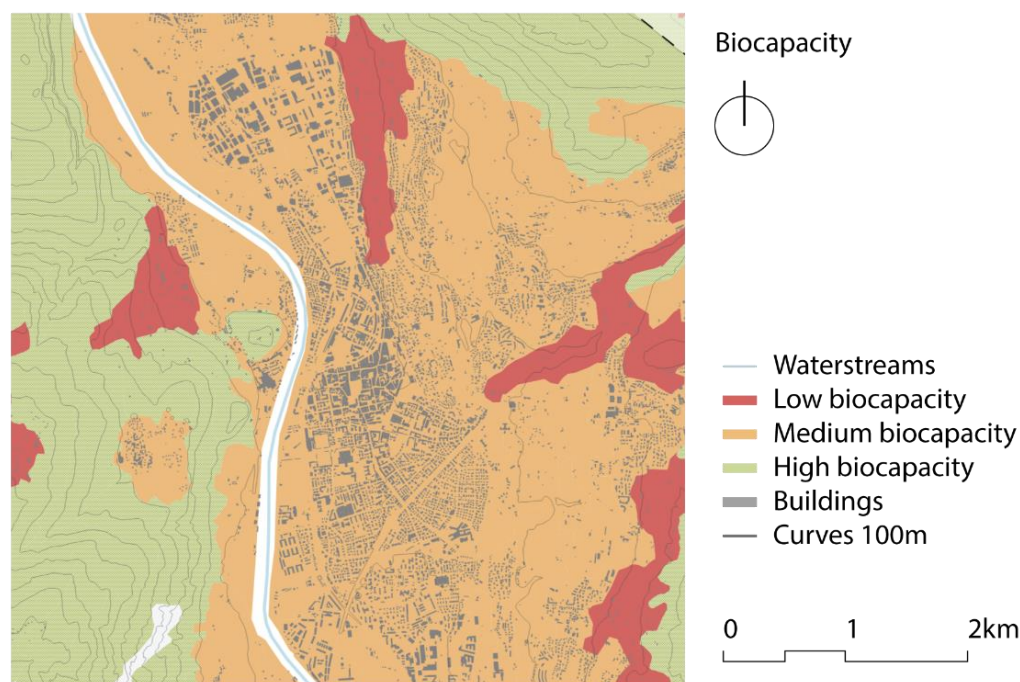 Biocapacity
Waterstreams
Low biocapacity
Medium biocapacity
High biocapacity
Buildings
Curves 100m
0 1 2km